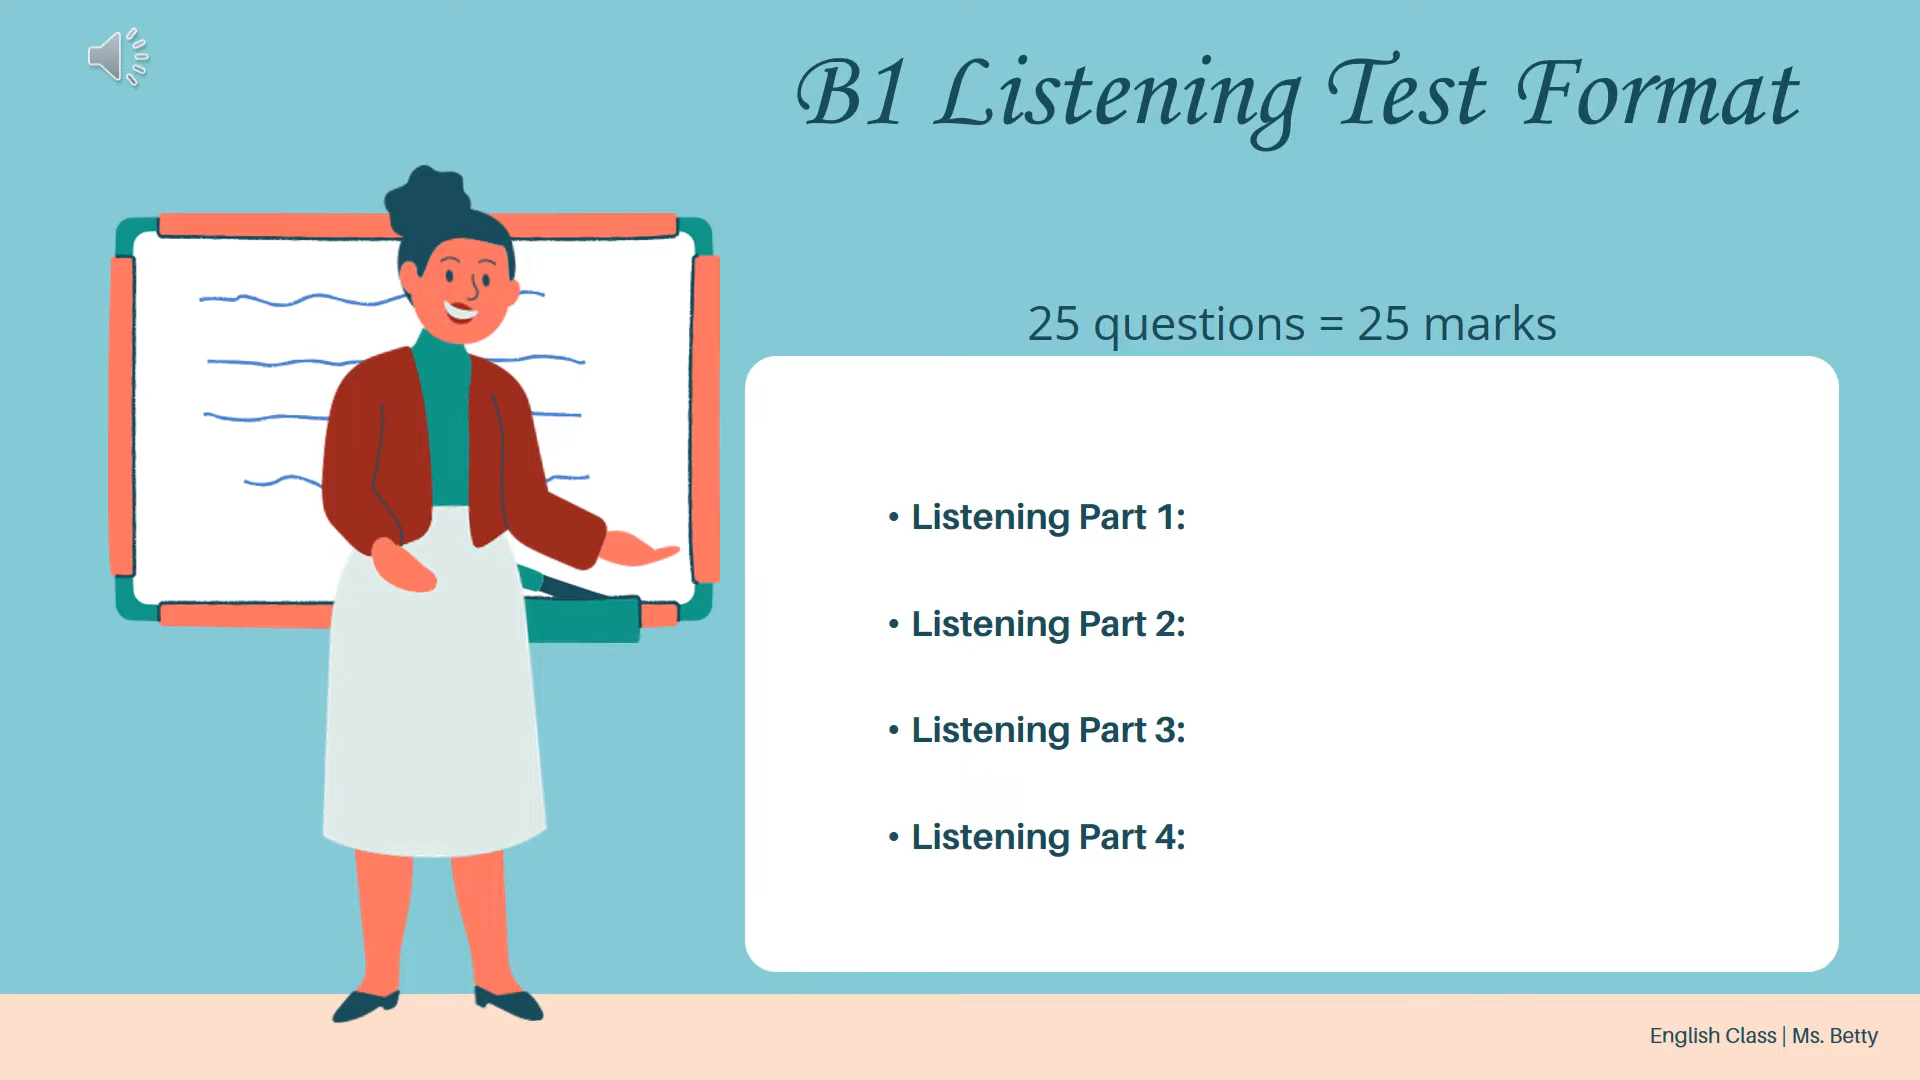 B1 Listening Test Format
25 questions = 25 marks
• Listening Part 1:
• Listening Part 2:
• Listening Part 3:
• Listening Part 4:
English Class | Ms. Betty